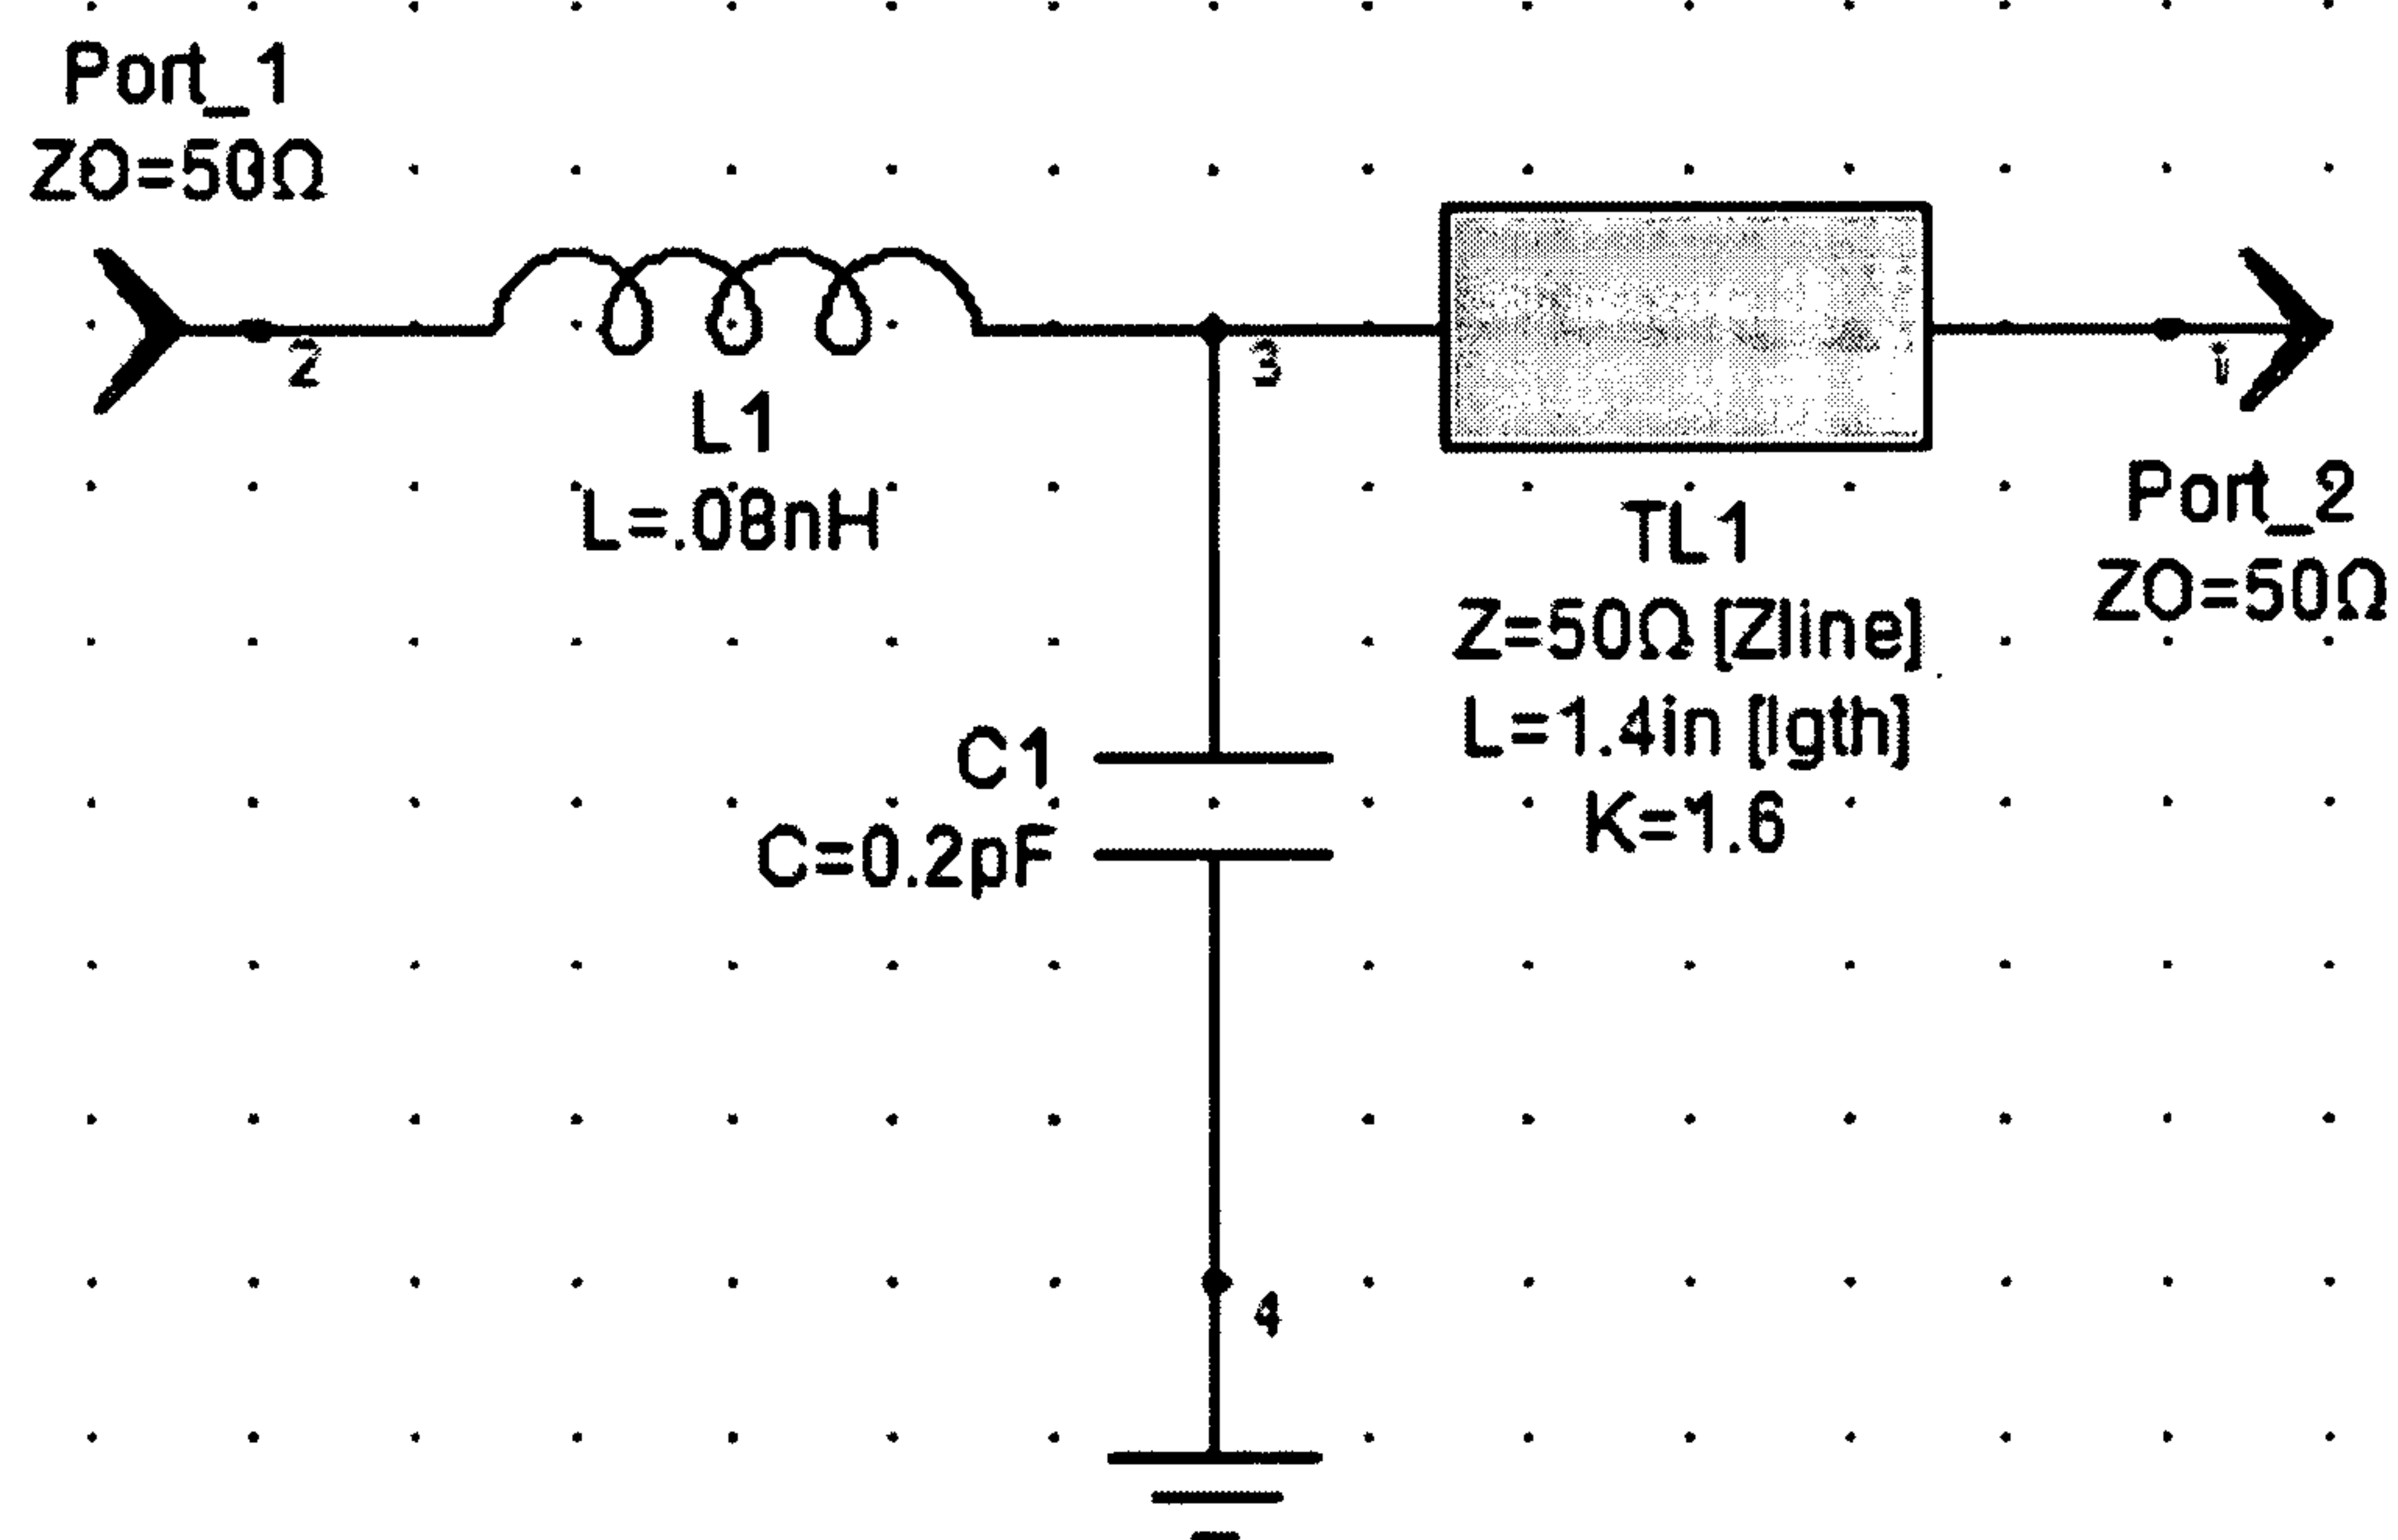 Port_1
ZO=50Ω
2
3
1
L1
L=.08nH
TL1
Z=50Ω [Zline]
L=1.4in [lgth]
K=1.6
Port_2
ZO=50Ω
C1
C=0.2pF
4